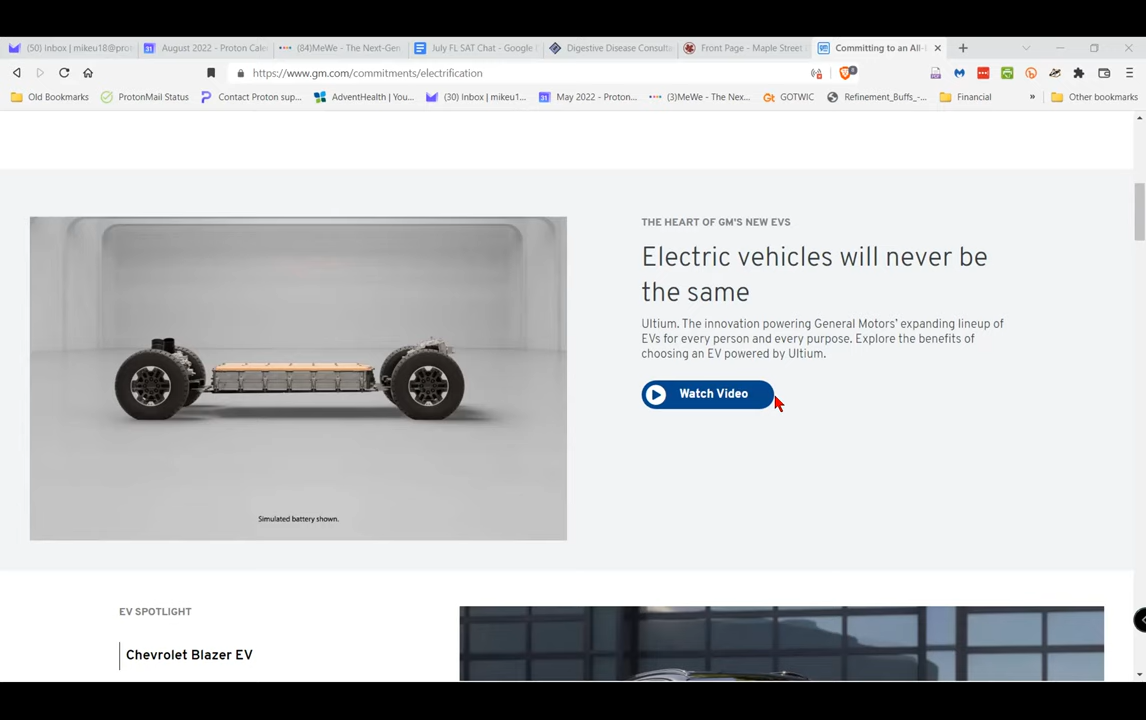 (50) Inbox | mikeu18@pro
August 2022 - Proton Cale
(84)MeWe - The Next-Gen
July FL SAT Chat - Google
Digestive Disease Consulta
Front Page - Maple Street
Committing to an All-
https://www.gm.com/commitments/electrification
Old Bookmarks
ProtonMail Status
Contact Proton sup...
AdventHealth | You...
(30) Inbox | mikeu1...
May 2022 - Proton...
(3)MeWe - The Nex...
GOTWIC
Refinement_Buffs_-...
Financial
»
Other bookmarks
THE HEART OF GM'S NEW EVS
Electric vehicles will never be
the same
Ultium. The innovation powering General Motors' expanding lineup of
EVs for every person and every purpose. Explore the benefits of
choosing an EV powered by Ultium.
Watch Video
Simulated battery shown.
EV SPOTLIGHT
Chevrolet Blazer EV